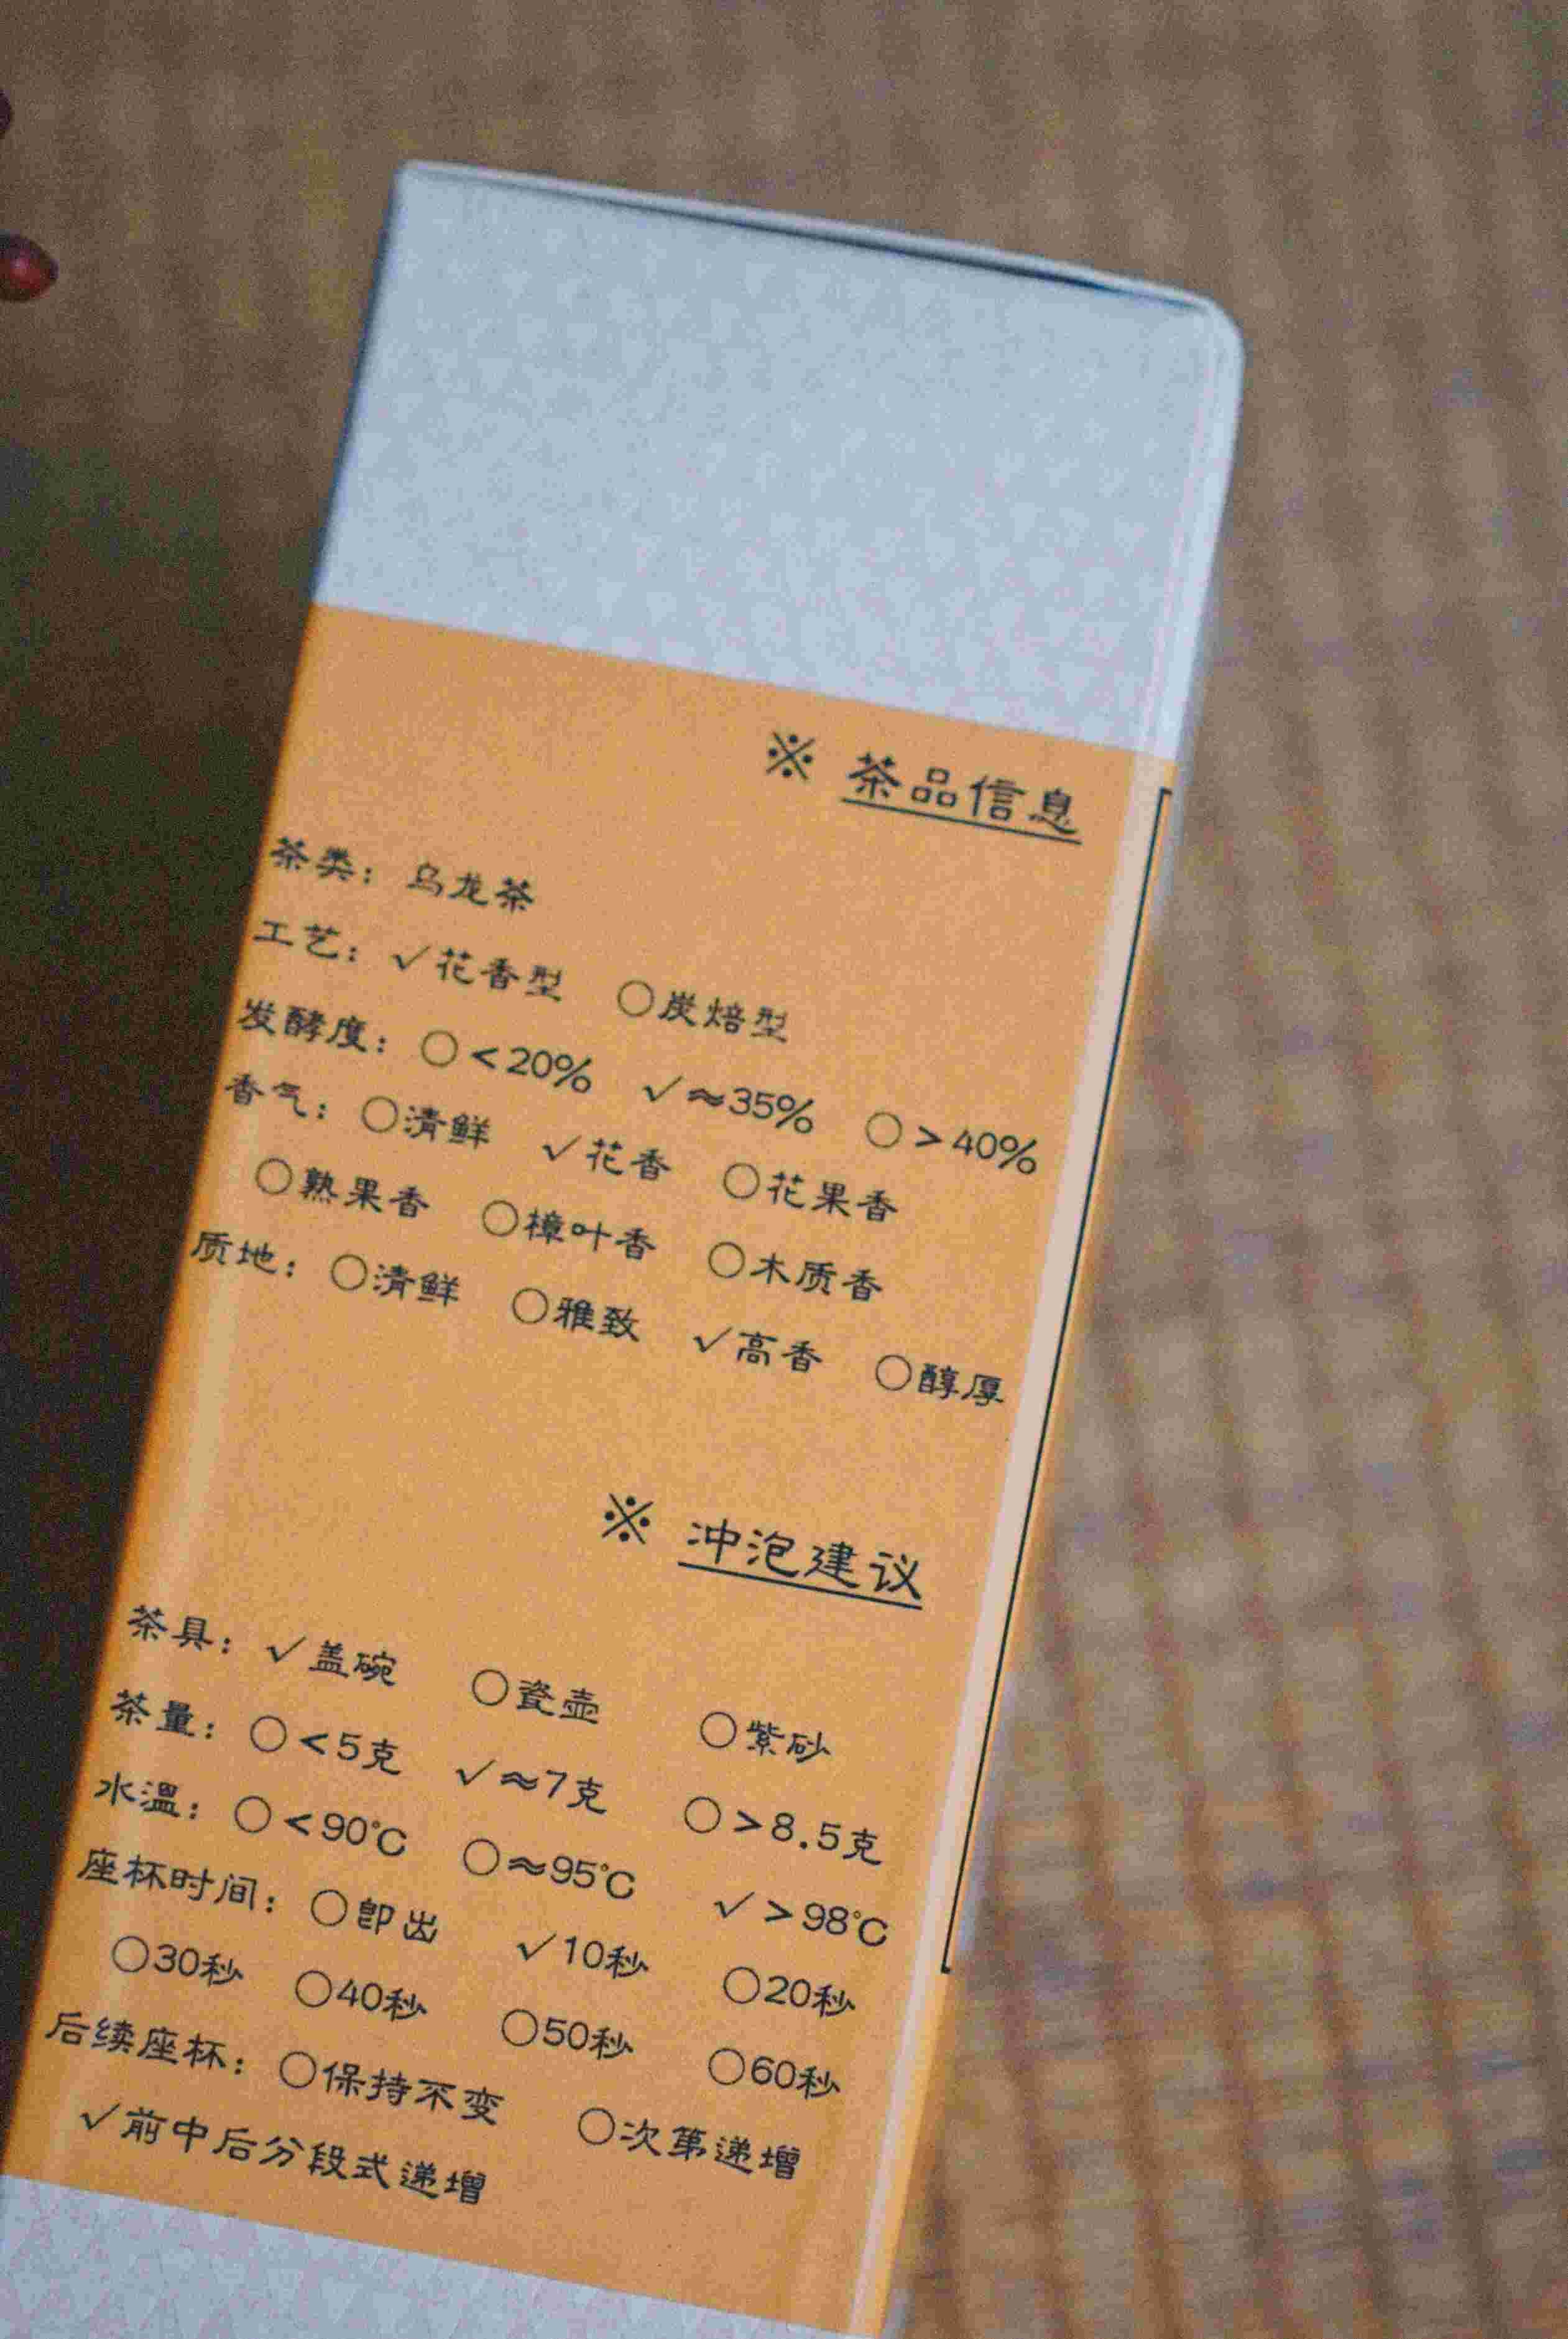 ※ 茶品信息
茶类： 乌龙茶
工艺： ✓花香型 ○炭焙型
发酵度： ○<20% ✓≈35% ○>40%
香气： ○清鲜 ✓花香 ○花果香
○熟果香 ○樟叶香 ○木质香
质地： ○清鲜 ○雅致 ✓高香 ○醇厚
※ 冲泡建议
茶具： ✓盖碗 ○瓷壶 ○紫砂
茶量： ○<5克 ✓≈7克 ○>8.5克
水温： ○<90℃ ○≈95℃ ✓>98℃
座杯时间： ○即出 ✓10秒 ○20秒
○30秒 ○40秒 ○50秒 ○60秒
后续座杯： ○保持不变 ○次第递增
✓前中后分段式递增